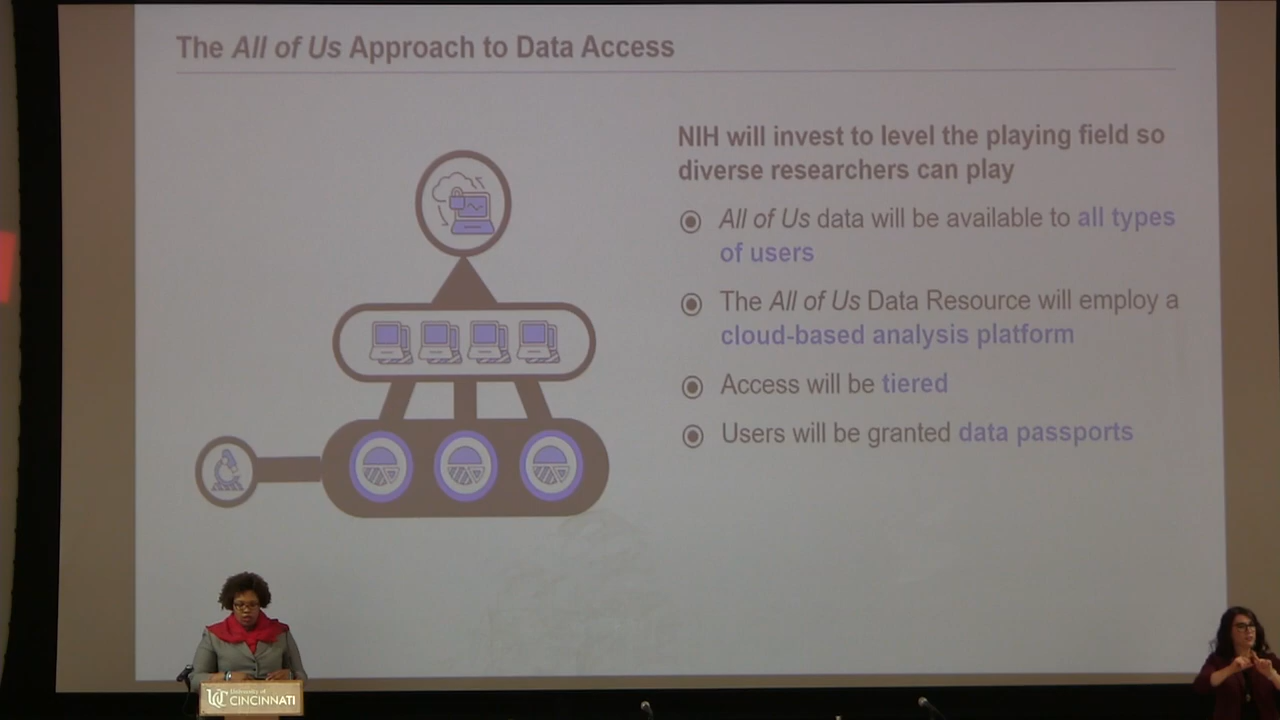 The All of Us Approach to Data Access
NIH will invest to level the playing field so
diverse researchers can play
All of Us data will be available to all types
of users
The All of Us Data Resource will employ a
cloud-based analysis platform
Access will be tiered
Users will be granted data passports
UC University of
CINCINNATI